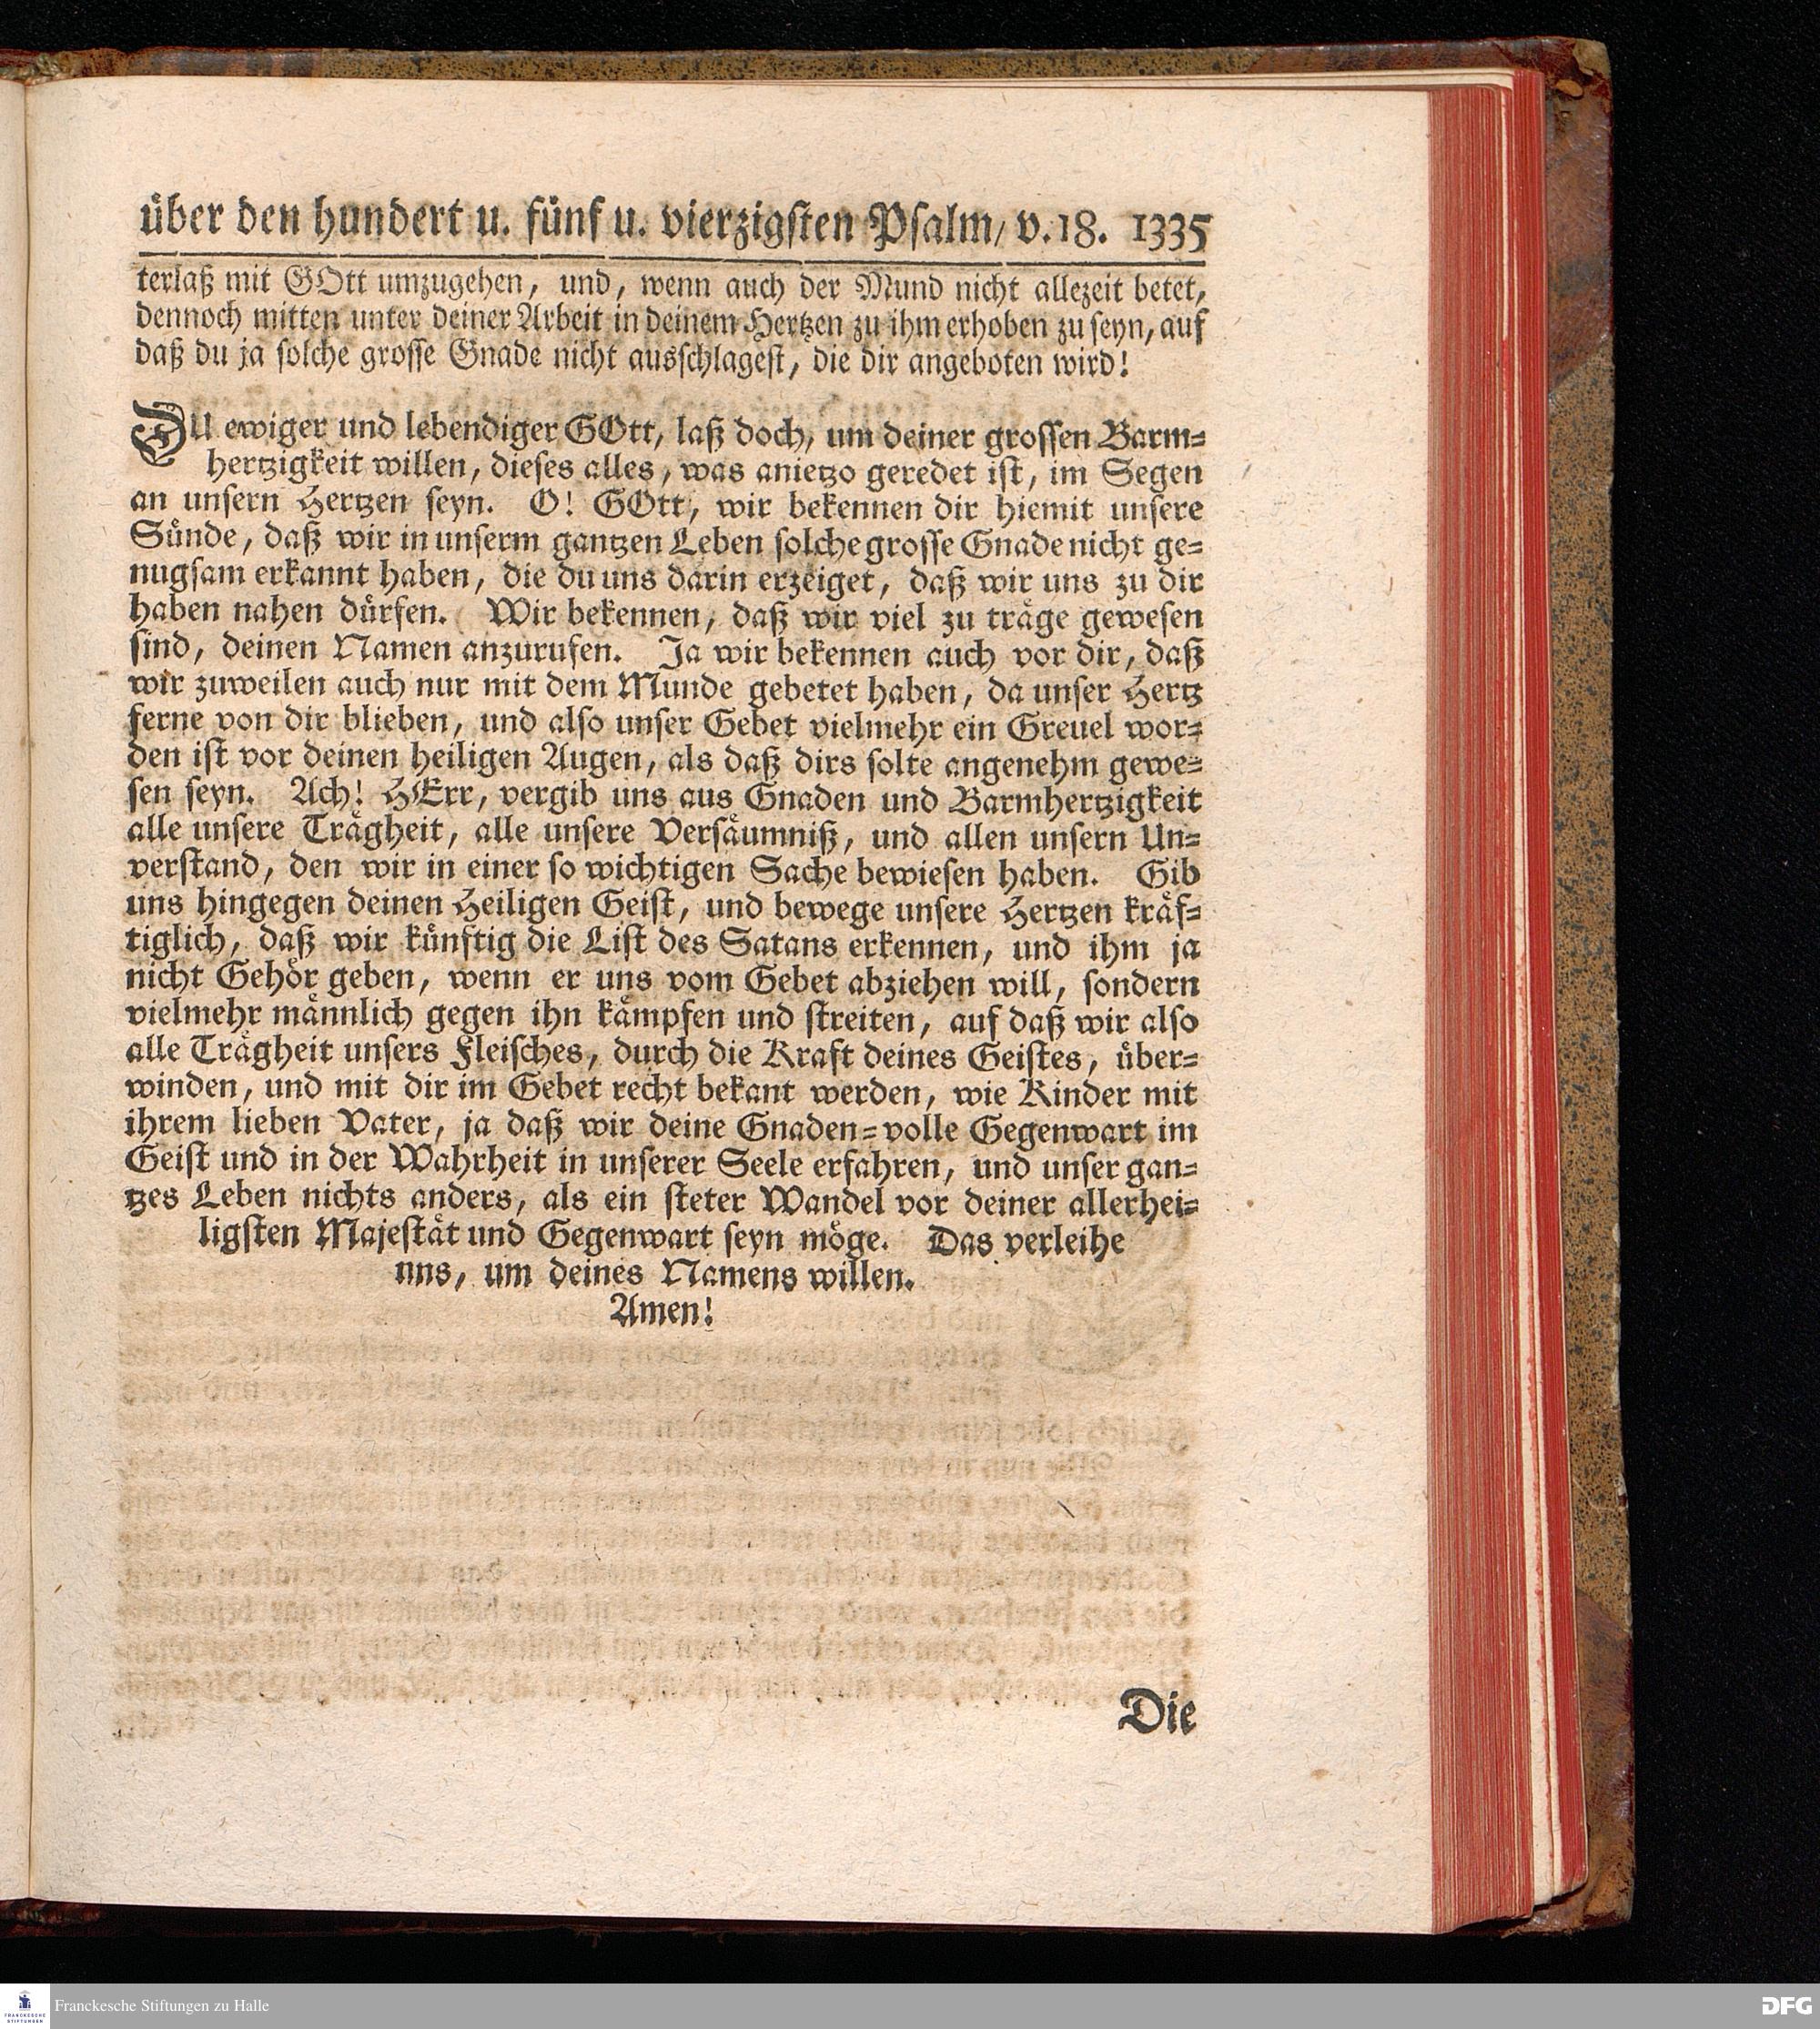 über den hundert u. fünf u. vierzigsten Psalm, v. 18. 1335
terlaß mit GOtt umzugehen, und, wenn auch der Mund nicht allezeit betet,
dennoch mitten unter deiner Arbeit in deinem Hertzen zu ihm erhoben zu seyn, auf
daß du ja solche grosse Gnade nicht ausschlagest, die dir angeboten wird!
DU ewiger und lebendiger GOtt, laß doch, um deiner grossen Barm-
hertzigkeit willen, dieses alles, was anietzo geredet ist, im Segen
an unsern Hertzen seyn. O! GOtt, wir bekennen dir hiemit unsere
Sünde, daß wir in unserm gantzen Leben solche grosse Gnade nicht ge-
nugsam erkannt haben, die du uns darin erzeiget, daß wir uns zu dir
haben nahen dürfen. Wir bekennen, daß wir viel zu träge gewesen
sind, deinen Namen anzurufen. Ja wir bekennen auch vor dir, daß
wir zuweilen auch nur mit dem Munde gebetet haben, da unser Hertz
ferne von dir blieben, und also unser Gebet vielmehr ein Greuel wor-
den ist vor deinen heiligen Augen, als daß dirs solte angenehm gewe-
sen seyn. Ach! HErr, vergib uns aus Gnaden und Barmhertzigkeit
alle unsere Trägheit, alle unsere Versäumniß, und allen unsern Un-
verstand, den wir in einer so wichtigen Sache bewiesen haben. Gib
uns hingegen deinen Heiligen Geist, und bewege unsere Hertzen kräf-
tiglich, daß wir künftig die List des Satans erkennen, und ihm ja
nicht Gehör geben, wenn er uns vom Gebet abziehen will, sondern
vielmehr männlich gegen ihn kämpfen und streiten, auf daß wir also
alle Trägheit unsers Fleisches, durch die Kraft deines Geistes, über-
winden, und mit dir im Gebet recht bekant werden, wie Kinder mit
ihrem lieben Vater, ja daß wir deine Gnaden-volle Gegenwart im
Geist und in der Wahrheit in unserer Seele erfahren, und unser gan-
tzes Leben nichts anders, als ein steter Wandel vor deiner allerhei-
ligsten Majestät und Gegenwart seyn möge. Das verleihe
uns, um deines Namens willen.
Amen!
Die
Franckesche Stiftungen zu Halle
FRANCKESCHE
STIFTUNGEN
DFG